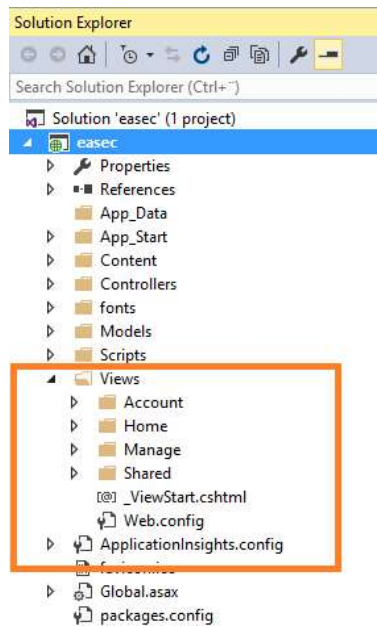 Solution Explorer
Search Solution Explorer (Ctrl+¨)
Solution 'easec' (1 project)
easec
Properties
References
App_Data
App_Start
Content
Controllers
fonts
Models
Scripts
Views
Account
Home
Manage
Shared
_ViewStart.cshtml
Web.config
ApplicationInsights.config
Global.asax
packages.config